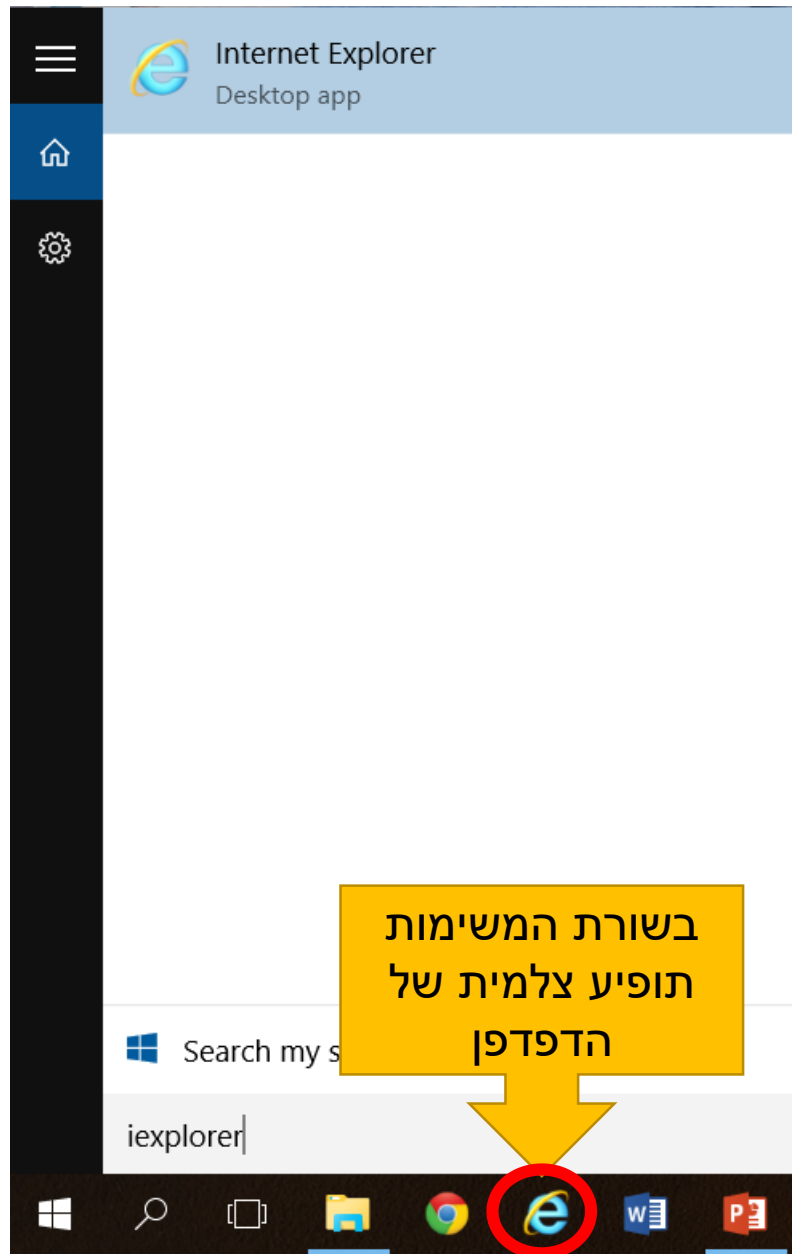 Internet Explorer
Desktop app
בשורת המשימות
תופיע צלמית של
הדפדפן
Search my s
iexplorer